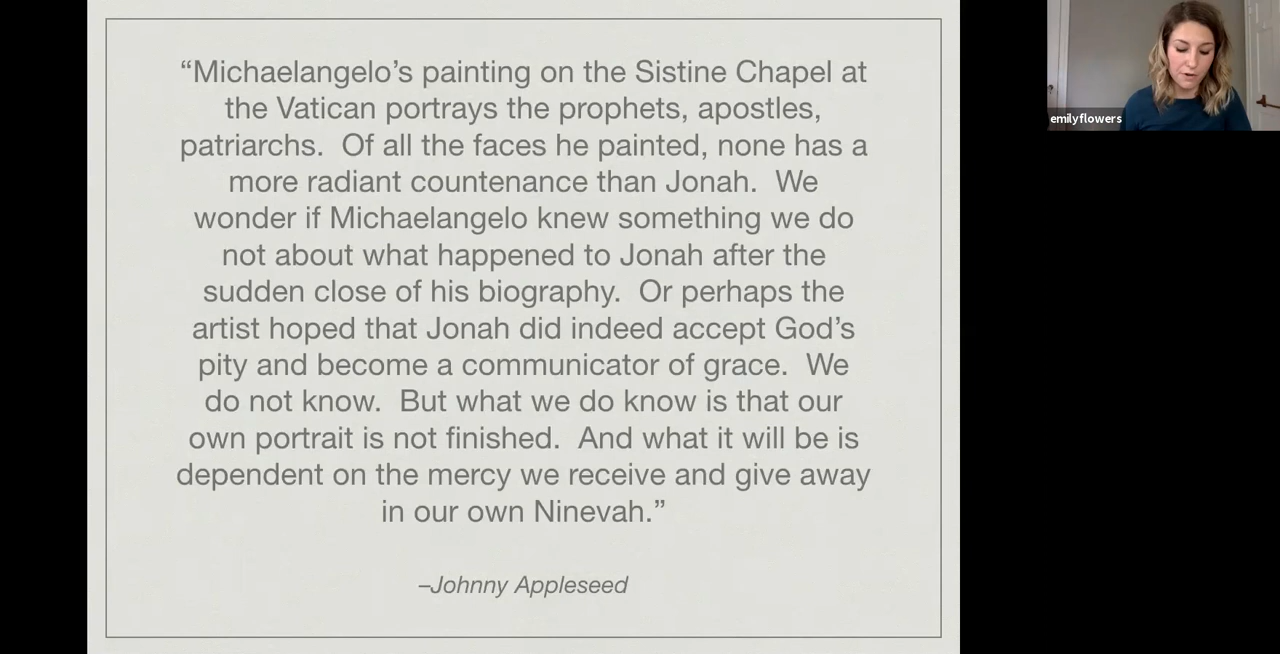 “Michaelangelo’s painting on the Sistine Chapel at
the Vatican portrays the prophets, apostles,
patriarchs.  Of all the faces he painted, none has a
more radiant countenance than Jonah.  We
wonder if Michaelangelo knew something we do
not about what happened to Jonah after the
sudden close of his biography.  Or perhaps the
artist hoped that Jonah did indeed accept God’s
pity and become a communicator of grace.  We
do not know.  But what we do know is that our
own portrait is not finished.  And what it will be is
dependent on the mercy we receive and give away
in our own Ninevah.”
–Johnny Appleseed
emilyflowers